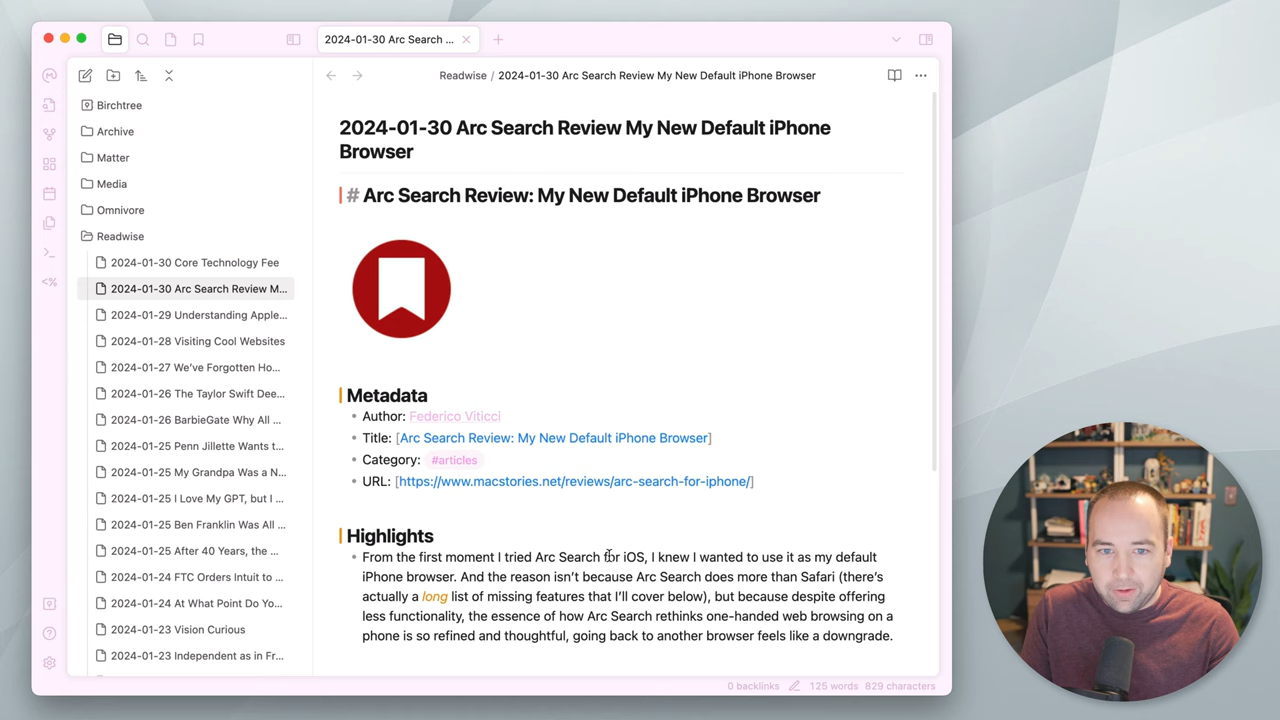 2024-01-30 Arc Search ...
Readwise / 2024-01-30 Arc Search Review My New Default iPhone Browser
Birchtree
Archive
Matter
Media
Omnivore
Readwise
2024-01-30 Core Technology Fee
2024-01-30 Arc Search Review M...
2024-01-29 Understanding Apple...
2024-01-28 Visiting Cool Websites
2024-01-27 We've Forgotten Ho...
2024-01-26 The Taylor Swift Dee...
2024-01-26 BarbieGate Why All ...
2024-01-25 Penn Jillette Wants t...
2024-01-25 My Grandpa Was a N...
2024-01-25 I Love My GPT, but I ...
2024-01-25 Ben Franklin Was All ...
2024-01-25 After 40 Years, the ...
2024-01-24 FTC Orders Intuit to ...
2024-01-24 At What Point Do Yo...
2024-01-23 Vision Curious
2024-01-23 Independent as in Fr...
2024-01-30 Arc Search Review My New Default iPhone
Browser
# Arc Search Review: My New Default iPhone Browser
Metadata
Author: Federico Viticci
Title: [Arc Search Review: My New Default iPhone Browser]
Category: #articles
URL: [https://www.macstories.net/reviews/arc-search-for-iphone/]
Highlights
From the first moment I tried Arc Search for iOS, I knew I wanted to use it as my default
iPhone browser. And the reason isn't because Arc Search does more than Safari (there's
actually a long list of missing features that I'll cover below), but because despite offering
less functionality, the essence of how Arc Search rethinks one-handed web browsing on a
phone is so refined and thoughtful, going back to another browser feels like a downgrade.
0 backlinks 125 words 829 characters